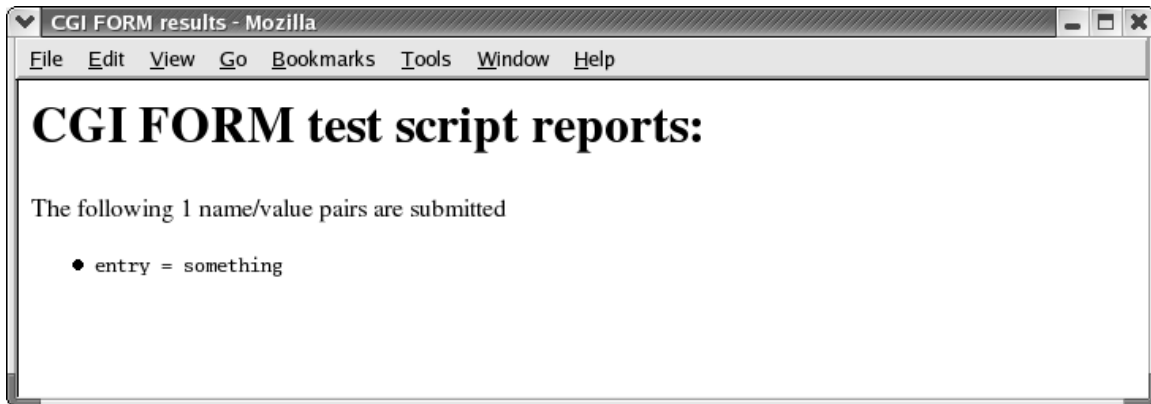 CGI FORM results - Mozilla
File Edit View Go Bookmarks Tools Window Help
CGI FORM test script reports:
The following 1 name/value pairs are submitted
entry = something